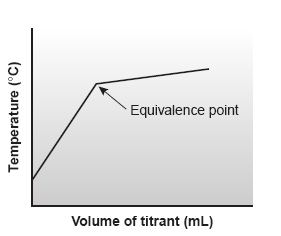 Temperature (°C)
Equivalence point
Volume of titrant (mL)